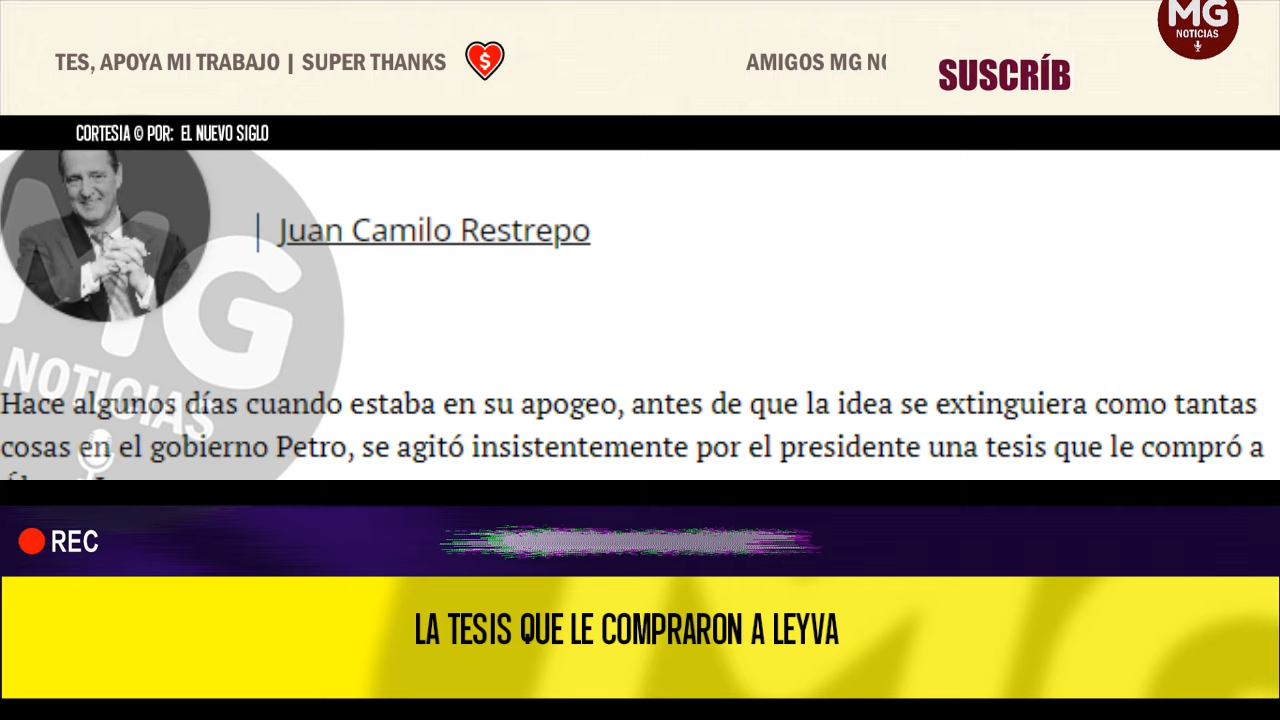 TES, APOYA MI TRABAJO | SUPER THANKS
AMIGOS MG NO
SUSCRÍB
MG
NOTICIAS
CORTESIA © POR: EL NUEVO SIGLO
Juan Camilo Restrepo
MG
NOTICIAS
Hace algunos días cuando estaba en su apogeo, antes de que la idea se extinguiera como tantas
cosas en el gobierno Petro, se agitó insistentemente por el presidente una tesis que le compró a
REC
LA TESIS QUE LE COMPRARON A LEYVA